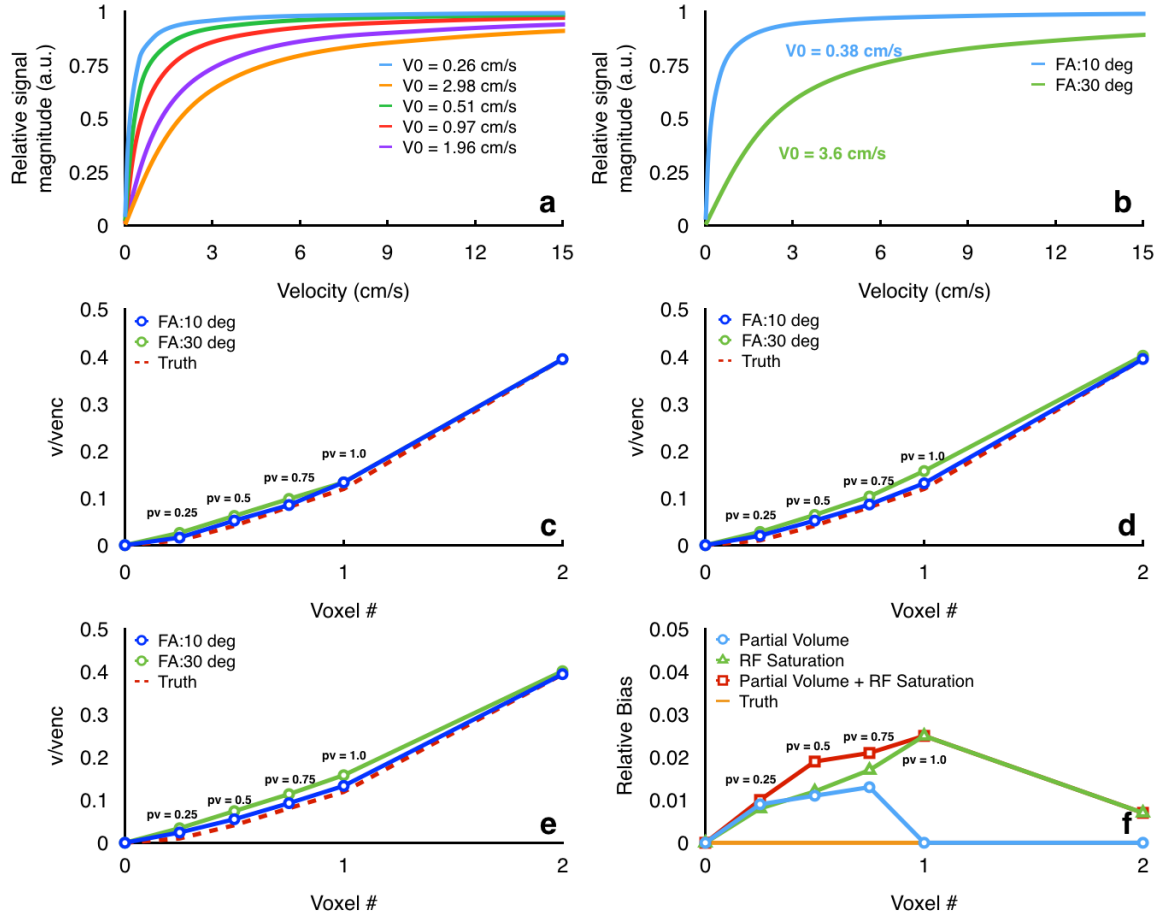 1
0.75
0.5
0.25
0
Relative signal
magnitude (a.u.)
V0 = 0.26 cm/s
V0 = 2.98 cm/s
V0 = 0.51 cm/s
V0 = 0.97 cm/s
V0 = 1.96 cm/s
a
0 3 6 9 12 15
Velocity (cm/s)
1
0.75
0.5
0.25
0
Relative signal
magnitude (a.u.)
V0 = 0.38 cm/s
FA:10 deg
FA:30 deg
V0 = 3.6 cm/s
b
0 3 6 9 12 15
Velocity (cm/s)
0.5
0.4
0.3
0.2
0.1
0
v/venc
FA:10 deg
FA:30 deg
Truth
pv = 0.25
pv = 0.5
pv = 0.75
pv = 1.0
c
0 1 2
Voxel #
0.5
0.4
0.3
0.2
0.1
0
v/venc
FA:10 deg
FA:30 deg
Truth
pv = 0.25
pv = 0.5
pv = 0.75
pv = 1.0
d
0 1 2
Voxel #
0.5
0.4
0.3
0.2
0.1
0
v/venc
FA:10 deg
FA:30 deg
Truth
pv = 0.25
pv = 0.5
pv = 0.75
pv = 1.0
e
0 1 2
Voxel #
0.05
0.04
0.03
0.02
0.01
0
Relative Bias
Partial Volume
RF Saturation
Partial Volume + RF Saturation
Truth
pv = 0.25
pv = 0.5
pv = 0.75
pv = 1.0
f
0 1 2
Voxel #